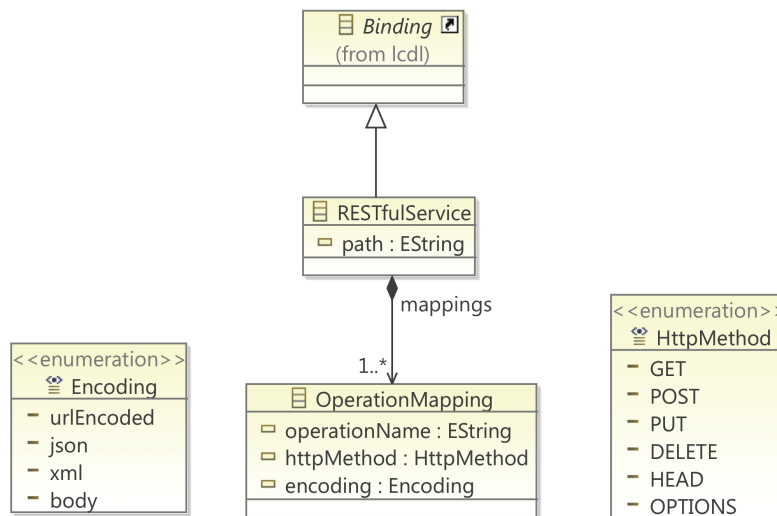 Binding
(from lcdl)
RESTfulService
path : EString
mappings
1..*
<<enumeration>>
Encoding
urlEncoded
json
xml
body
OperationMapping
operationName : EString
httpMethod : HttpMethod
encoding : Encoding
<<enumeration>>
HttpMethod
GET
POST
PUT
DELETE
HEAD
OPTIONS